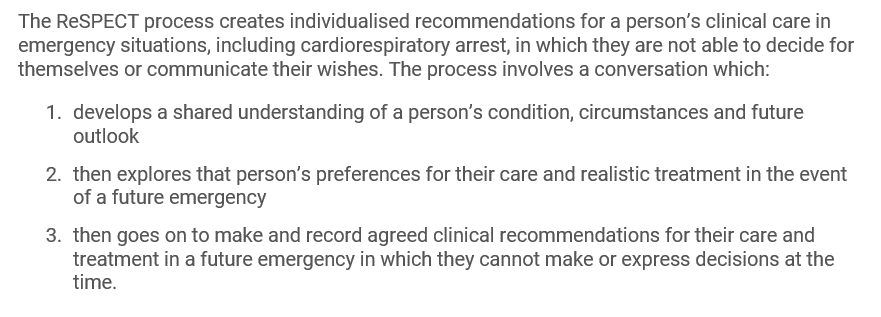 The ReSPECT process creates individualised recommendations for a person's clinical care in
emergency situations, including cardiorespiratory arrest, in which they are not able to decide for
themselves or communicate their wishes. The process involves a conversation which:
1. develops a shared understanding of a person's condition, circumstances and future
outlook
2. then explores that person's preferences for their care and realistic treatment in the event
of a future emergency
3. then goes on to make and record agreed clinical recommendations for their care and
treatment in a future emergency in which they cannot make or express decisions at the
time.